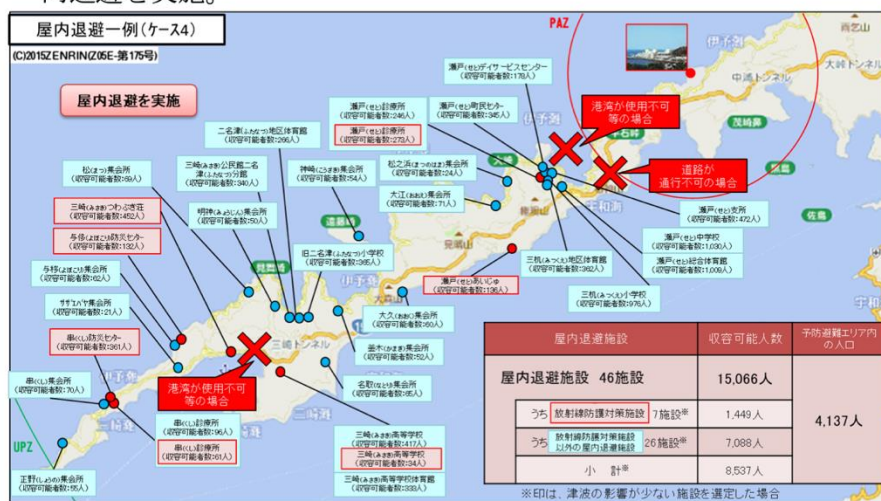 内退避を実施。
屋内退避一例(ケース4)
(C)2015ZENRIN(Z05E-第175号)
屋内退避を実施
PAZ
瀬戸(せと)デイサービスセンター
(収容可能者数:179人)
瀬戸(せと)診療所
(収容可能者数:246人)
瀬戸(せと)診療所
(収容可能者数:273人)
瀬戸(せと)町民センター
(収容可能者数:345人)
港湾が使用不可
等の場合
道路が
通行不可の場合
二名津(ふたなづ)地区体育館
(収容可能者数:266人)
松(まつ)集会所
(収容可能者数:69人)
三崎(みさき)公民館二名
津(ふたなづ)分館
(収容可能者数:340人)
神崎(こうざき)集会所
(収容可能者数:54人)
松之浜(まつのはま)集会所
(収容可能者数:24人)
大江(おおえ)集会所
(収容可能者数:71人)
三崎(みさき)つわぶき荘
(収容可能者数:452人)
明神(みょうじん)集会所
(収容可能者数:50人)
瀬戸(せと)支所
(収容可能者数:472人)
瀬戸(せと)中学校
(収容可能者数:1,030人)
瀬戸(せと)総合体育館
(収容可能者数:1,009人)
三机(みつくえ)地区体育館
(収容可能者数:362人)
三机(みつくえ)小学校
(収容可能者数:976人)
与侈(よぼこり)防災センター
(収容可能者数:132人)
与侈(よぼこり)集会所
(収容可能者数:62人)
旧二名津(ふたなづ)小学校
(収容可能者数:365人)
瀬戸(せと)あいじゅ
(収容可能者数:136人)
サザエバヤ集会所
(収容可能者数:21人)
串(くし)防災センター
(収容可能者数:361人)
大久(おおく)集会所
(収容可能者数:60人)
釜木(かまぎ)集会所
(収容可能者数:52人)
名取(なとり)集会所
(収容可能者数:65人)
三崎トンネル
港湾が使用不可
等の場合
串(くし)集会所
(収容可能者数:70人)
串(くし)診療所
(収容可能者数:96人)
串(くし)診療所
(収容可能者数:61人)
三崎(みさき)高等学校
(収容可能者数:417人)
三崎(みさき)高等学校
(収容可能者数:34人)
三崎(みさき)高等学校体育館
(収容可能者数:333人)
正野(しょうの)集会所
(収容可能者数:55人)
UPZ
伊予灘
宇和海
三崎灘
大峠トンネル
屋内退避施設 収容可能人数 予防避難エリア内
の人口
屋内退避施設 46施設 15,066人 4,137人
うち 放射線防護対策施設 7施設※ 1,449人
うち 放射線防護対策施設
以外の屋内退避施設 26施設※ 7,088人
小 計※ 8,537人
※印は、津波の影響が少ない施設を選定した場合